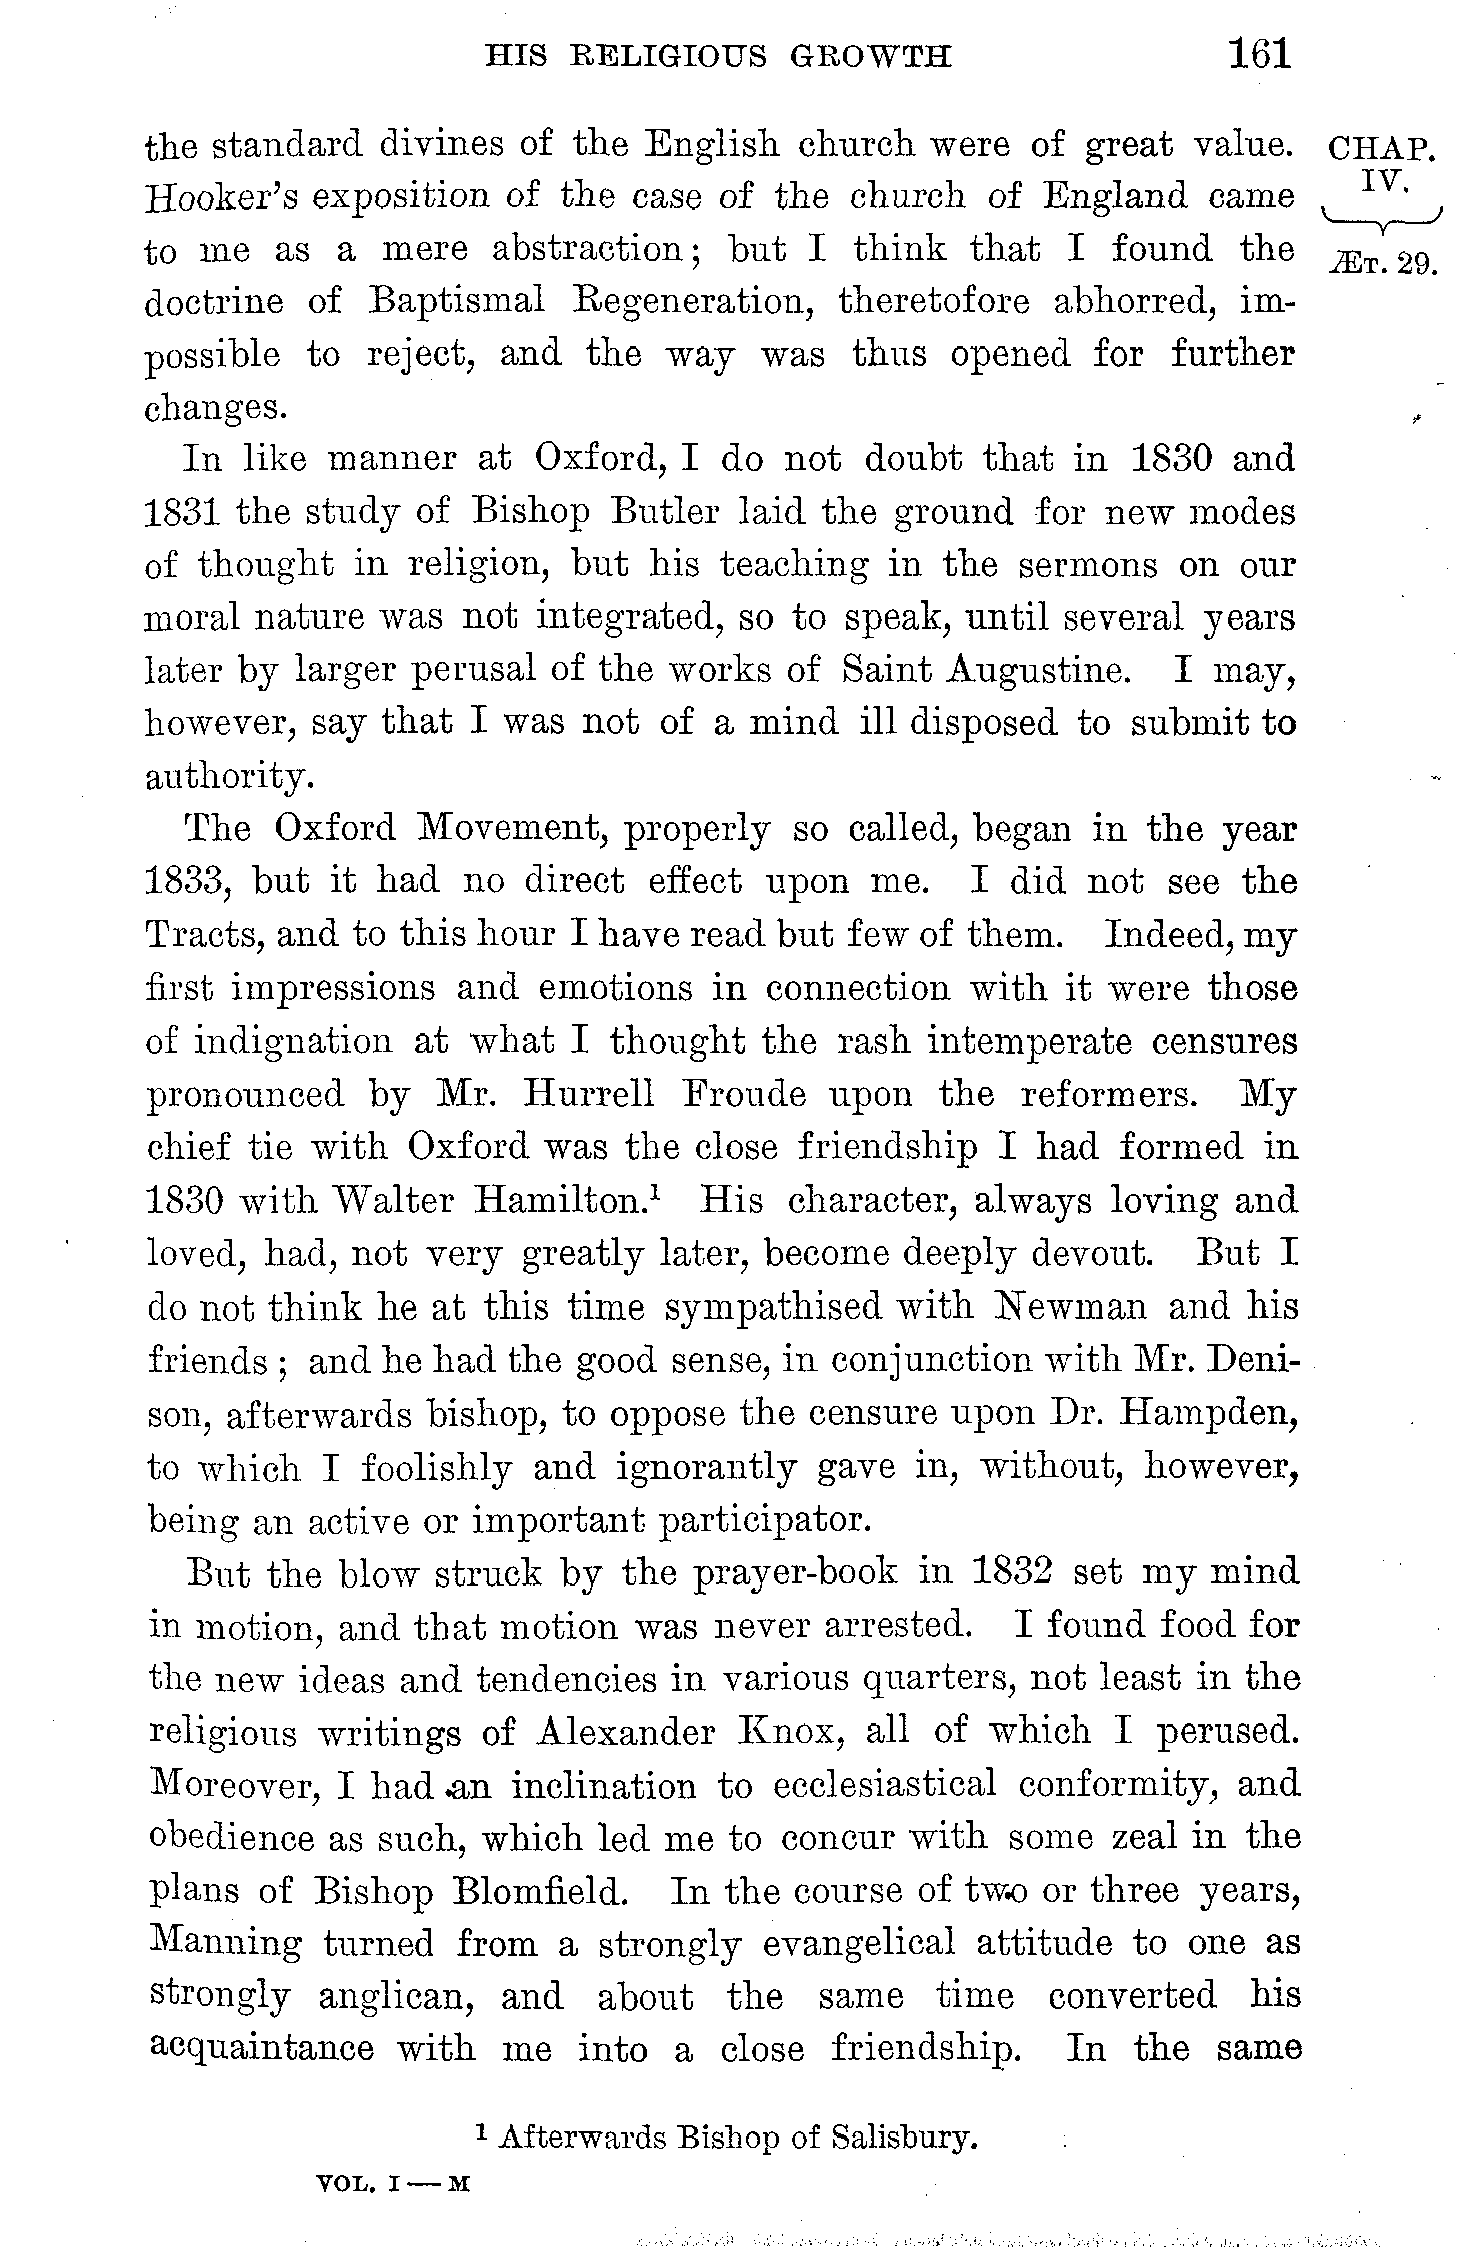 HIS RELIGIOUS GROWTH 161
the standard divines of the English church were of great value.
Hooker's exposition of the case of the church of England came
to me as a mere abstraction; but I think that I found the
doctrine of Baptismal Regeneration, theretofore abhorred, im-
possible to reject, and the way was thus opened for further
changes.
CHAP.
IV.
ÆT. 29.
In like manner at Oxford, I do not doubt that in 1830 and
1831 the study of Bishop Butler laid the ground for new modes
of thought in religion, but his teaching in the sermons on our
moral nature was not integrated, so to speak, until several years
later by larger perusal of the works of Saint Augustine. I may,
however, say that I was not of a mind ill disposed to submit to
authority.
The Oxford Movement, properly so called, began in the year
1833, but it had no direct effect upon me. I did not see the
Tracts, and to this hour I have read but few of them. Indeed, my
first impressions and emotions in connection with it were those
of indignation at what I thought the rash intemperate censures
pronounced by Mr. Hurrell Froude upon the reformers. My
chief tie with Oxford was the close friendship I had formed in
1830 with Walter Hamilton.¹ His character, always loving and
loved, had, not very greatly later, become deeply devout. But I
do not think he at this time sympathised with Newman and his
friends; and he had the good sense, in conjunction with Mr. Deni-
son, afterwards bishop, to oppose the censure upon Dr. Hampden,
to which I foolishly and ignorantly gave in, without, however,
being an active or important participator.
But the blow struck by the prayer-book in 1832 set my mind
in motion, and that motion was never arrested. I found food for
the new ideas and tendencies in various quarters, not least in the
religious writings of Alexander Knox, all of which I perused.
Moreover, I had an inclination to ecclesiastical conformity, and
obedience as such, which led me to concur with some zeal in the
plans of Bishop Blomfield. In the course of two or three years,
Manning turned from a strongly evangelical attitude to one as
strongly anglican, and about the same time converted his
acquaintance with me into a close friendship. In the same
¹ Afterwards Bishop of Salisbury.
VOL. I — M